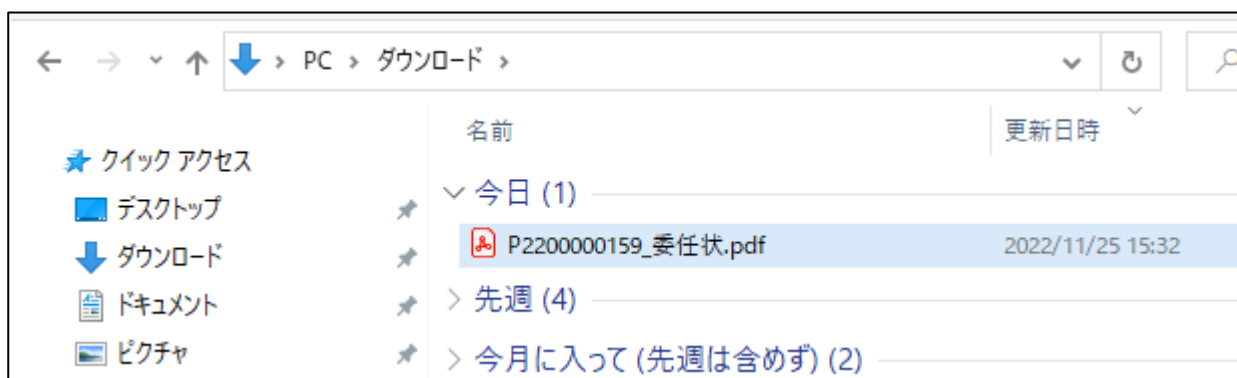 PC › ダウンロード ›
名前 更新日時
クイック アクセス
デスクトップ
ダウンロード
ドキュメント
ピクチャ
今日 (1)
P2200000159_委任状.pdf 2022/11/25 15:32
先週 (4)
今月に入って (先週は含めず) (2)